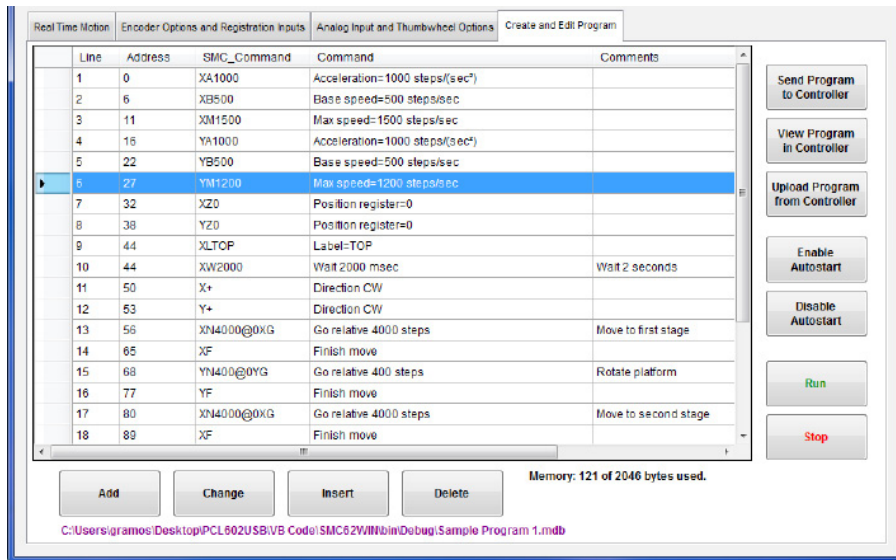 Real Time Motion Encoder Options and Registration Inputs Analog Input and Thumbwheel Options Create and Edit Program
Line Address SMC_Command Command Comments
1 0 XA1000 Acceleration=1000 steps/(sec²)
2 6 XB500 Base speed=500 steps/sec
3 11 XM1500 Max speed=1500 steps/sec
4 16 YA1000 Acceleration=1000 steps/(sec²)
5 22 YB500 Base speed=500 steps/sec
6 27 YM1200 Max speed=1200 steps/sec
7 32 XZ0 Position register=0
8 38 YZ0 Position register=0
9 44 XLTOP Label=TOP
10 44 XW2000 Wait 2000 msec Wait 2 seconds
11 50 X+ Direction CW
12 53 Y+ Direction CW
13 56 XN4000@0XG Go relative 4000 steps Move to first stage
14 65 XF Finish move
15 68 YN400@0YG Go relative 400 steps Rotate platform
16 77 YF Finish move
17 80 XN4000@0XG Go relative 4000 steps Move to second stage
18 89 XF Finish move
Send Program
to Controller
View Program
in Controller
Upload Program
from Controller
Enable
Autostart
Disable
Autostart
Run
Stop
Memory: 121 of 2046 bytes used.
Add Change Insert Delete
C:\Users\gramos\Desktop\PCL602USB\VB Code\SMC62WIN\bin\Debug\Sample Program 1.mdb